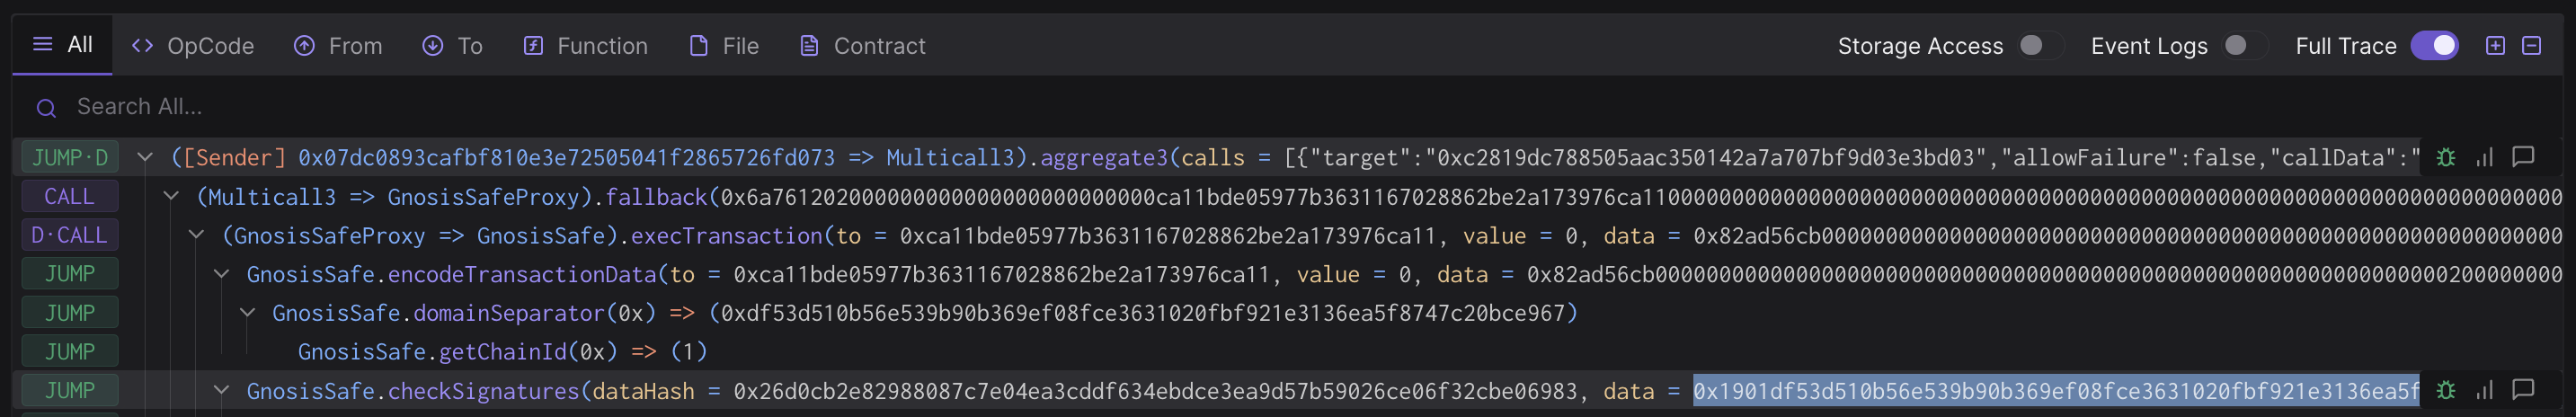 All OpCode From To Function File Contract Storage Access Event Logs Full Trace
Search All...
JUMP·D ([Sender] 0x07dc0893cafbf810e3e72505041f2865726fd073 => Multicall3).aggregate3(calls = [{"target":"0xc2819dc788505aac350142a7a707bf9d03e3bd03","allowFailure":false,"callData":"
CALL (Multicall3 => GnosisSafeProxy).fallback(0x6a761202000000000000000000000000ca11bde05977b3631167028862be2a173976ca110000000000000000000000000000000000000000000000000000000000000000
D·CALL (GnosisSafeProxy => GnosisSafe).execTransaction(to = 0xca11bde05977b3631167028862be2a173976ca11, value = 0, data = 0x82ad56cb000000000000000000000000000000000000000000000000000000
JUMP GnosisSafe.encodeTransactionData(to = 0xca11bde05977b3631167028862be2a173976ca11, value = 0, data = 0x82ad56cb000000000000000000000000000000000000000000000000000000000000002000000000
JUMP GnosisSafe.domainSeparator(0x) => (0xdf53d510b56e539b90b369ef08fce3631020fbf921e3136ea5f8747c20bce967)
JUMP GnosisSafe.getChainId(0x) => (1)
JUMP GnosisSafe.checkSignatures(dataHash = 0x26d0cb2e82988087c7e04ea3cddf634ebdce3ea9d57b59026ce06f32cbe06983, data = 0x1901df53d510b56e539b90b369ef08fce3631020fbf921e3136ea5f